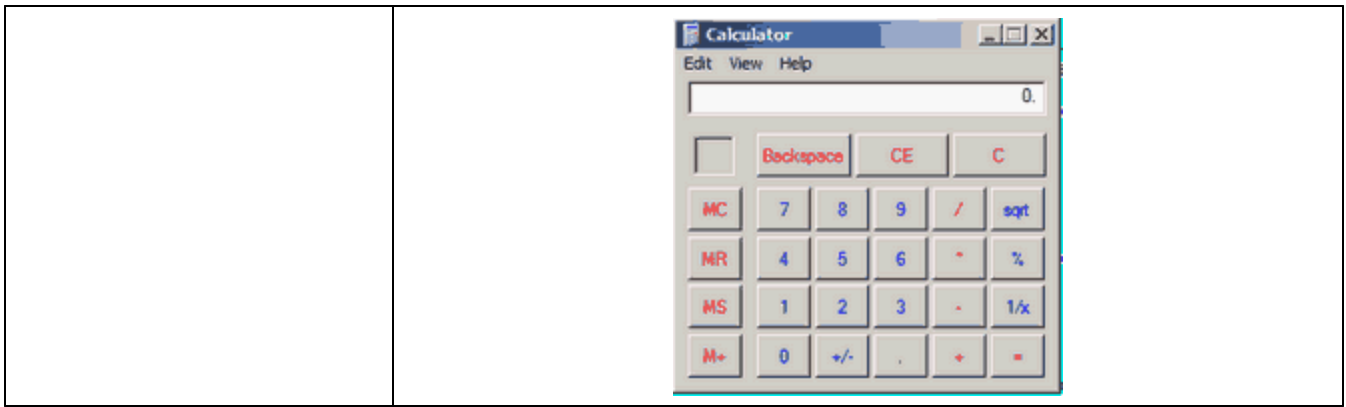 Calculator
Edit View Help
0.
Backspace CE C
MC 7 8 9 / sqrt
MR 4 5 6 * %
MS 1 2 3 - 1/x
M+ 0 +/- . + =